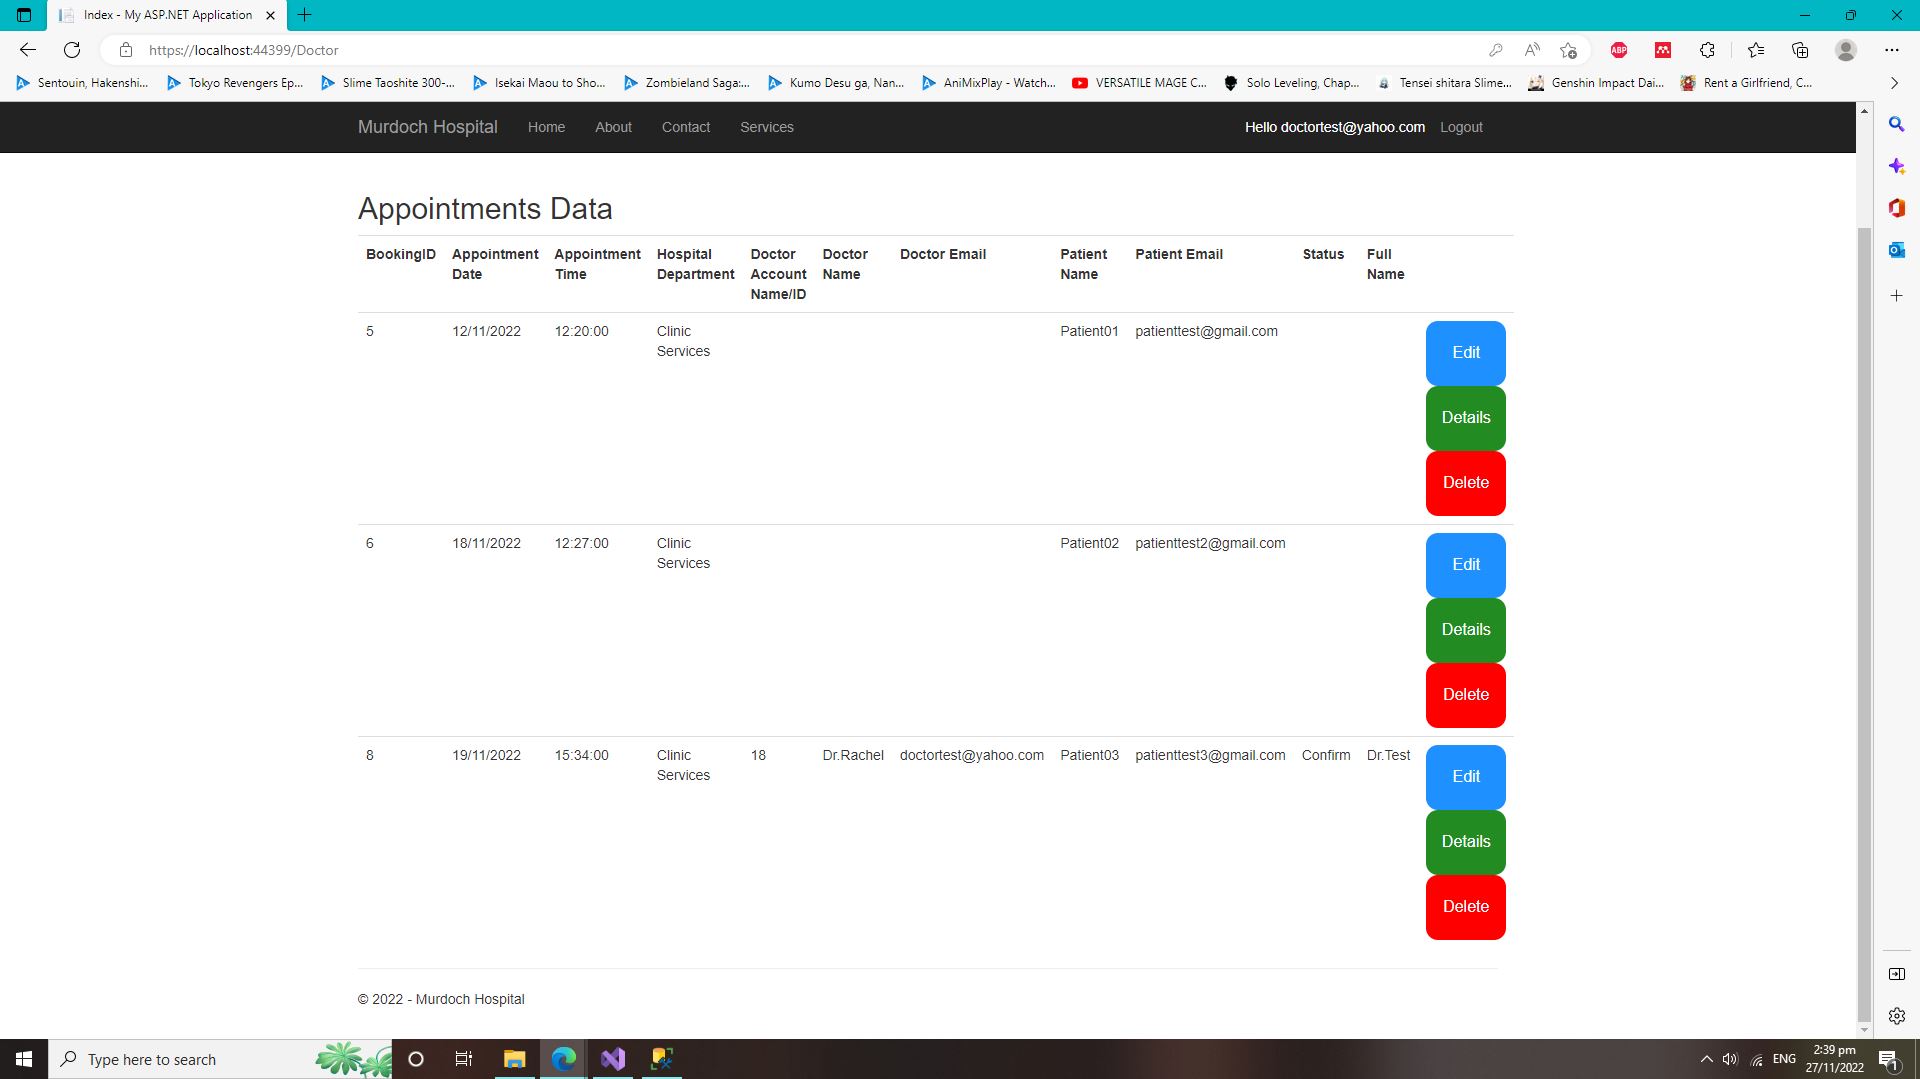 Index - My ASP.NET Application
https://localhost:44399/Doctor
ABP
Sentouin, Hakenshi... Tokyo Revengers Ep... Slime Taoshite 300-... Isekai Maou to Sho... Zombieland Saga:... Kumo Desu ga, Nan... AniMixPlay - Watch... VERSATILE MAGE C... Solo Leveling, Chap... Tensei shitara Slime... Genshin Impact Dai... Rent a Girlfriend, C...
Murdoch Hospital Home About Contact Services Hello doctortest@yahoo.com Logout
Appointments Data
BookingID Appointment Date Appointment Time Hospital Department Doctor Account Name/ID Doctor Name Doctor Email Patient Name Patient Email Status Full Name
5 12/11/2022 12:20:00 Clinic Services Patient01 patienttest@gmail.com
Edit
Details
Delete
6 18/11/2022 12:27:00 Clinic Services Patient02 patienttest2@gmail.com
Edit
Details
Delete
8 19/11/2022 15:34:00 Clinic Services 18 Dr.Rachel doctortest@yahoo.com Patient03 patienttest3@gmail.com Confirm Dr.Test
Edit
Details
Delete
© 2022 - Murdoch Hospital
Type here to search
ENG
2:39 pm
27/11/2022
1